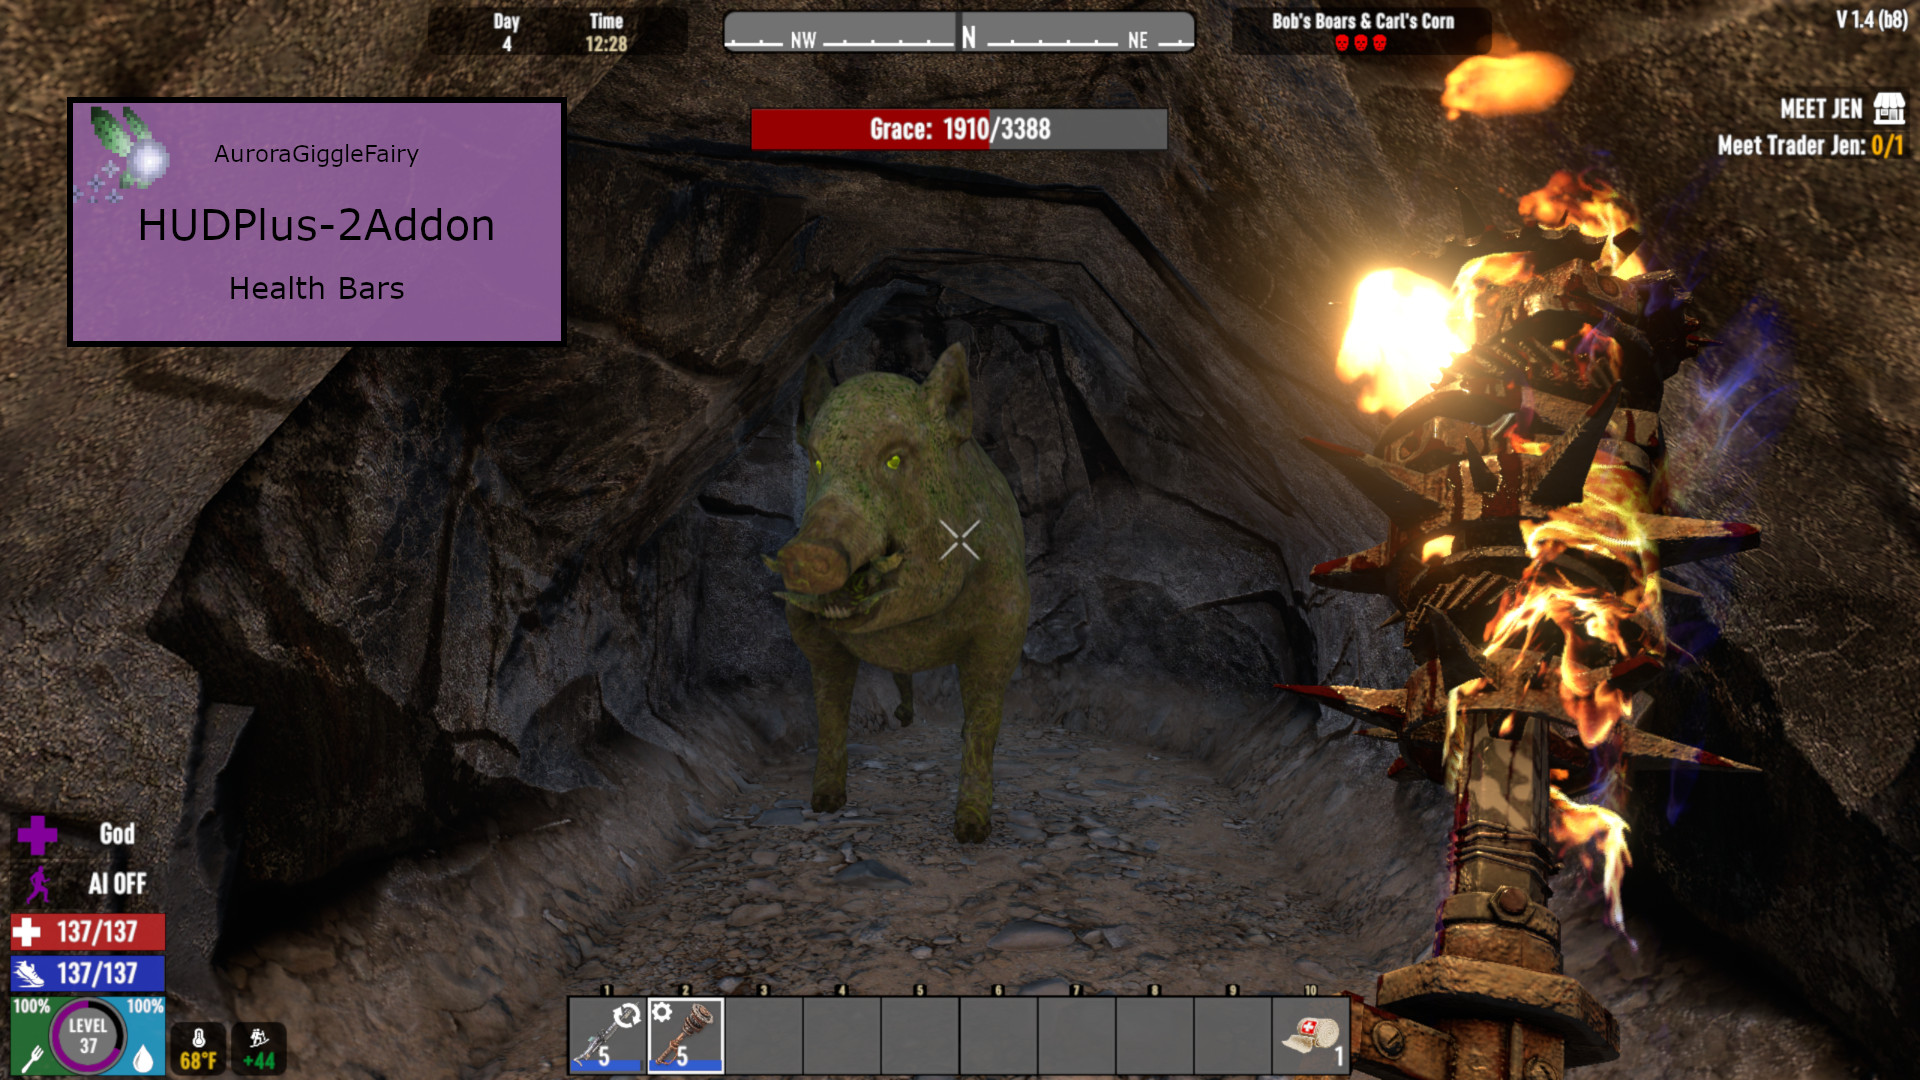 Day
4
Time
12:28
NW
N
NE
Bob's Boars & Carl's Corn
V 1.4 (b8)
MEET JEN
Meet Trader Jen: 0/1
Grace: 1910/3388
AuroraGiggleFairy
HUDPlus-2Addon
Health Bars
God
AI OFF
137/137
137/137
100%
100%
LEVEL
37
68°F
+44
1 2 3 4 5 6 7 8 9 10
5
5
1